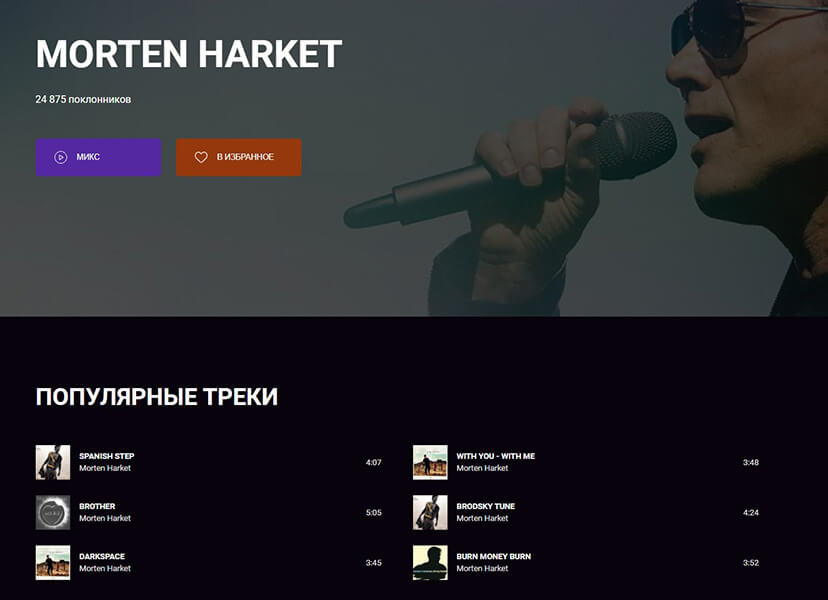 MORTEN HARKET
24 875 поклонников
МИКС
В ИЗБРАННОЕ
ПОПУЛЯРНЫЕ ТРЕКИ
SPANISH STEP
Morten Harket
4:07
WITH YOU - WITH ME
Morten Harket
3:48
BROTHER
Morten Harket
5:05
BRODSKY TUNE
Morten Harket
4:24
DARKSPACE
Morten Harket
3:45
BURN MONEY BURN
Morten Harket
3:52